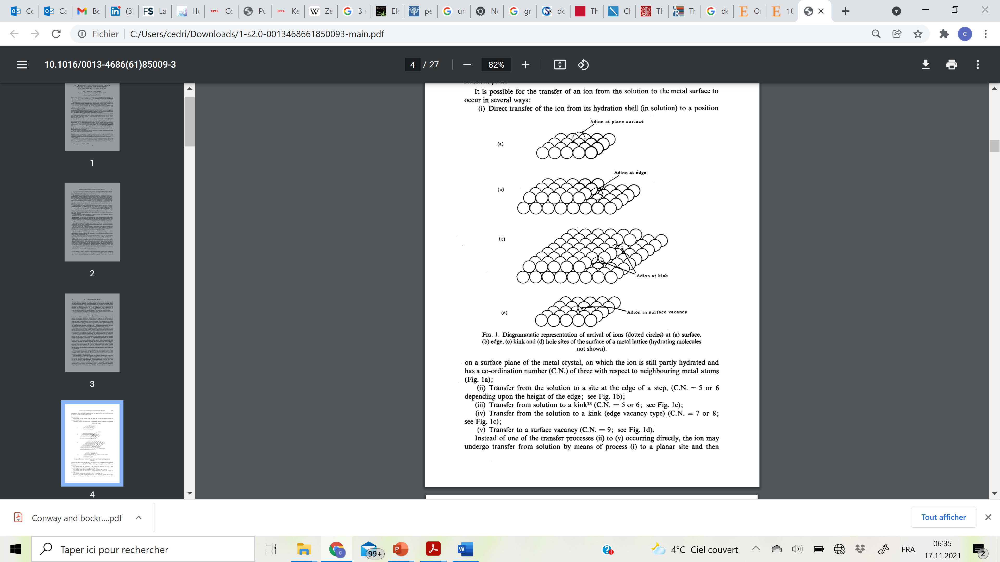 Cc
Ca
Bc
(3)
FS La
Hc
EPFL Cc
Pu
EPFL Ke
W Ze
3
Ele
pe
ur
Nc
gr
dc
Th
Ch
Th
Th
de
O
10
Fichier C:/Users/cedri/Downloads/1-s2.0-0013468661850093-main.pdf
C
10.1016/0013-4686(61)85009-3
4 / 27
82%
1
2
3
4
It is possible for the transfer of an ion from the solution to the metal surface to
occur in several ways:
(i) Direct transfer of the ion from its hydration shell (in solution) to a position
Adion at plane surface
(a)
Adion at edge
(o)
(c)
Adion at kink
(d)
Adion in surface vacancy
FIG. 1. Diagrammatic representation of arrival of ions (dotted circles) at (a) surface,
(b) edge, (c) kink and (d) hole sites of the surface of a metal lattice (hydrating molecules
not shown).
on a surface plane of the metal crystal, on which the ion is still partly hydrated and
has a co-ordination number (C.N.) of three with respect to neighbouring metal atoms
(Fig. 1a);
(ii) Transfer from the solution to a site at the edge of a step, (C.N. = 5 or 6
depending upon the height of the edge; see Fig. 1b);
(iii) Transfer from solution to a kink¹³ (C.N. = 5 or 6; see Fig. 1c);
(iv) Transfer from the solution to a kink (edge vacancy type) (C.N. = 7 or 8;
see Fig. 1c);
(v) Transfer to a surface vacancy (C.N. = 9; see Fig. 1d).
Instead of one of the transfer processes (ii) to (v) occurring directly, the ion may
undergo transfer from solution by means of process (i) to a planar site and then
Conway and bockr....pdf
Tout afficher
Taper ici pour rechercher
99+
4°C Ciel couvert
FRA
06:35
17.11.2021
2